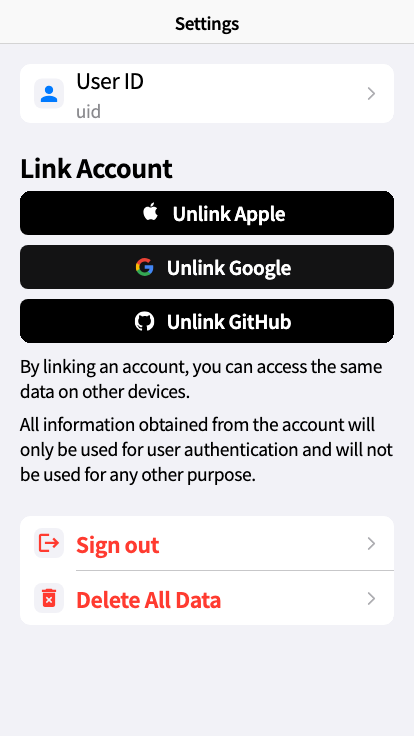 Settings
User ID
uid
Link Account
Unlink Apple
Unlink Google
Unlink GitHub
By linking an account, you can access the same
data on other devices.
All information obtained from the account will
only be used for user authentication and will not
be used for any other purpose.
Sign out
Delete All Data